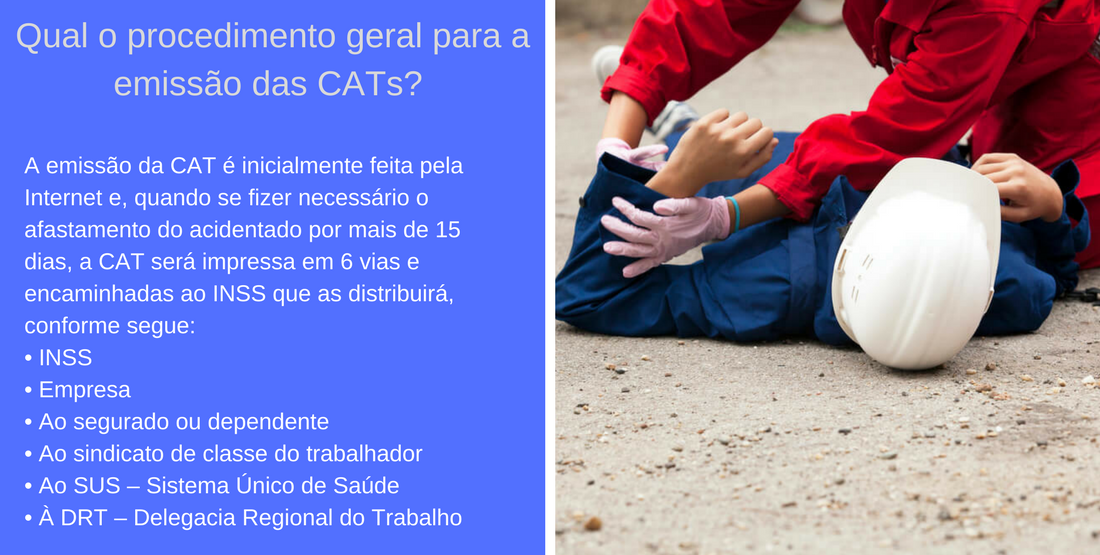 Qual o procedimento geral para a
emissão das CATs?
A emissão da CAT é inicialmente feita pela
Internet e, quando se fizer necessário o
afastamento do acidentado por mais de 15
dias, a CAT será impressa em 6 vias e
encaminhadas ao INSS que as distribuirá,
conforme segue:
• INSS
• Empresa
• Ao segurado ou dependente
• Ao sindicato de classe do trabalhador
• Ao SUS – Sistema Único de Saúde
• À DRT – Delegacia Regional do Trabalho